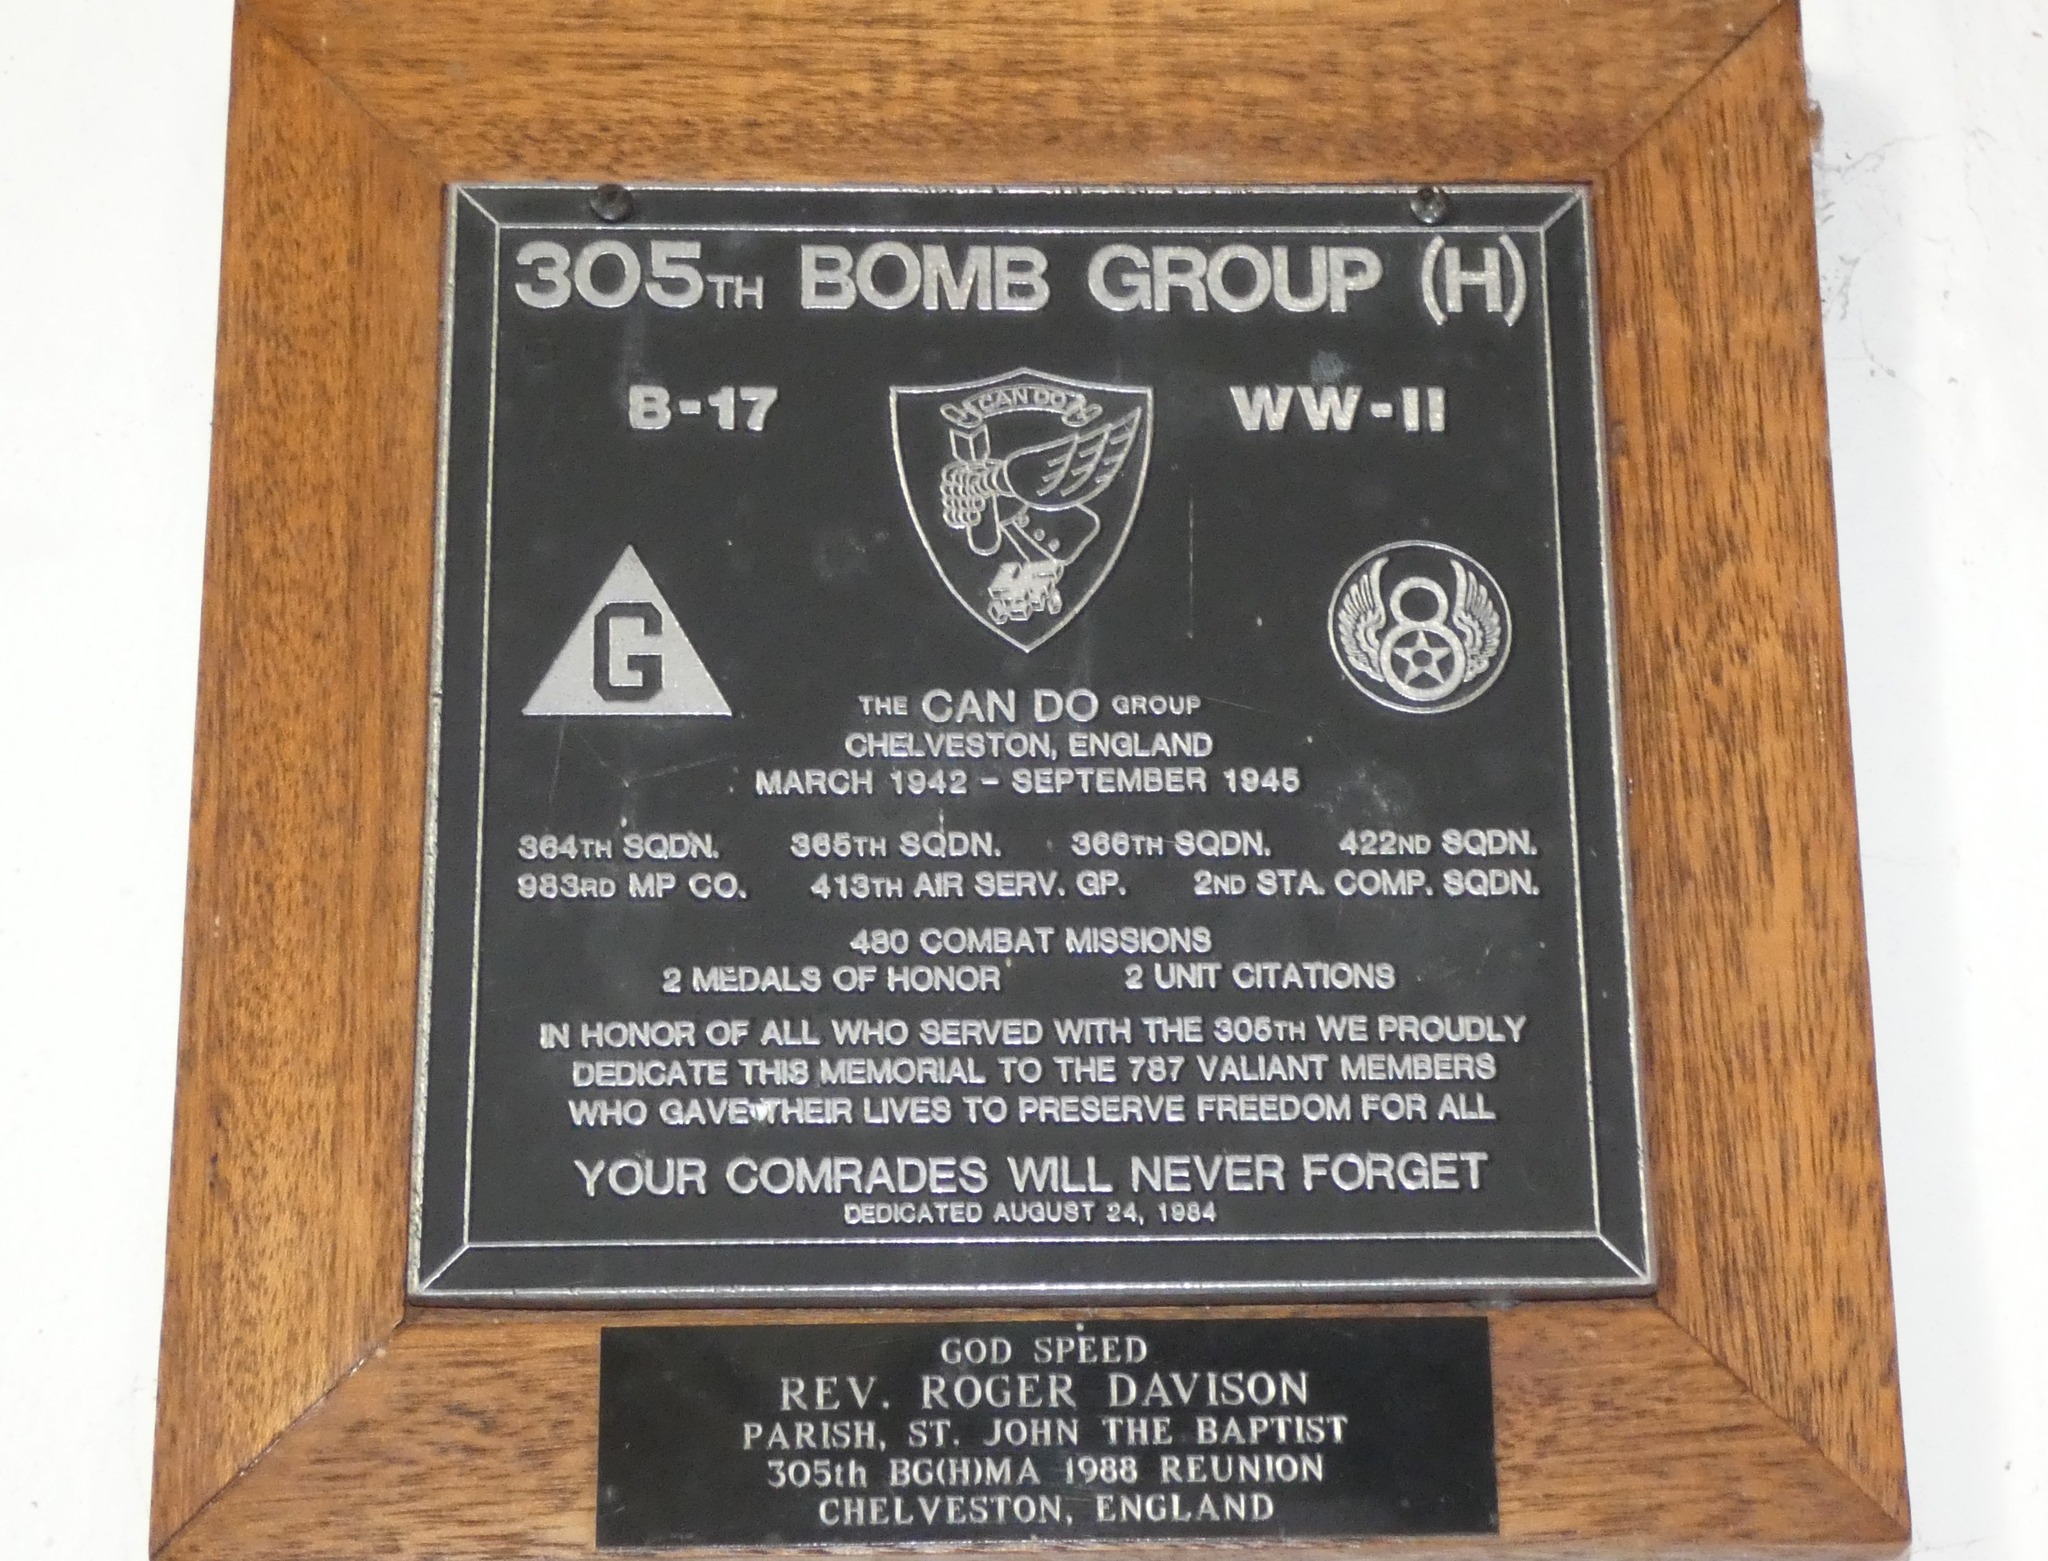 305TH BOMB GROUP (H)
B-17 WW-II
CAN DO
G
8
THE CAN DO GROUP
CHELVESTON, ENGLAND
MARCH 1942 - SEPTEMBER 1945
364TH SQDN. 365TH SQDN. 366TH SQDN. 422ND SQDN.
983RD MP CO. 413TH AIR SERV. GP. 2ND STA. COMP. SQDN.
480 COMBAT MISSIONS
2 MEDALS OF HONOR 2 UNIT CITATIONS
IN HONOR OF ALL WHO SERVED WITH THE 305TH WE PROUDLY
DEDICATE THIS MEMORIAL TO THE 787 VALIANT MEMBERS
WHO GAVE THEIR LIVES TO PRESERVE FREEDOM FOR ALL
YOUR COMRADES WILL NEVER FORGET
DEDICATED AUGUST 24, 1984
GOD SPEED
REV. ROGER DAVISON
PARISH, ST. JOHN THE BAPTIST
305th BG(H)MA 1988 REUNION
CHELVESTON, ENGLAND